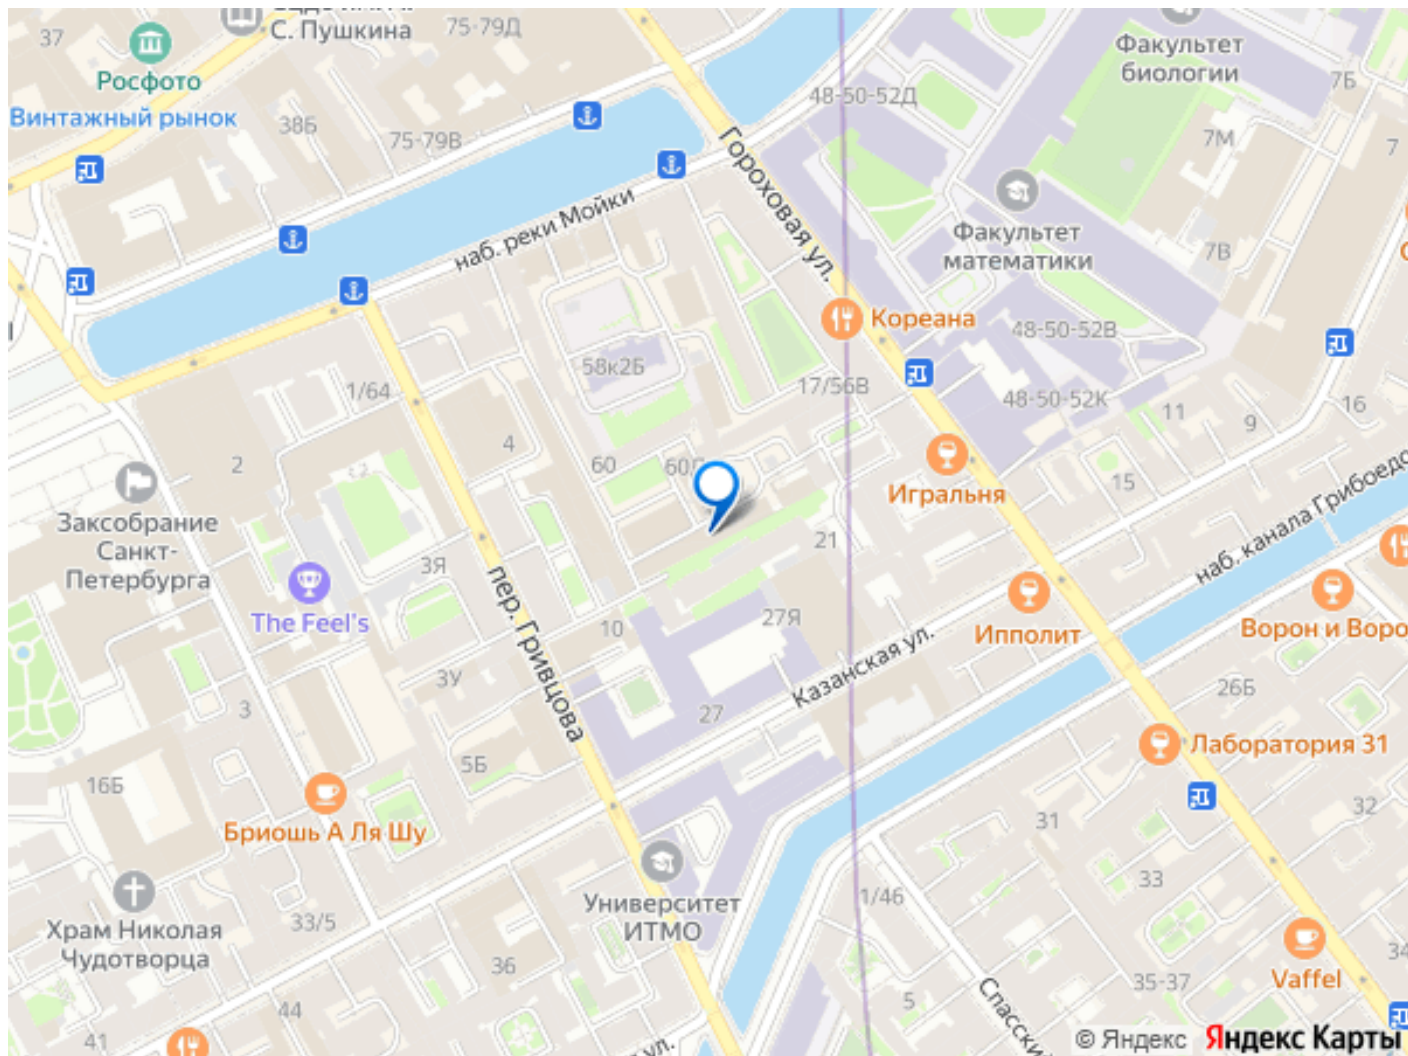 С. Пушкина
75-79Д
37
Росфото
Винтажный рынок
38Б
75-79В
наб. реки Мойки
Гороховая ул.
48-50-52Д
Факультет
биологии
7Б
7М
7
Факультет
математики
7В
Кореана
48-50-52В
58к2Б
17/56В
48-50-52К
11
9
16
1/64
4
2
60
Игральня
15
наб. канала Грибоедо
Заксобрание
Санкт-
Петербурга
21
3Я
The Feel's
пер. Гривцова
10
27Я
Казанская ул.
Ипполит
Ворон и Воро
3У
3
27
26Б
5Б
16Б
Лаборатория 31
Бриошь А Ля Шу
31
32
Университет
ИТМО
33
1/46
Храм Николая
Чудотворца
33/5
36
35-37
Vaffel
34
44
5
Спасский
41
ул.
© Яндекс Яндекс Карты